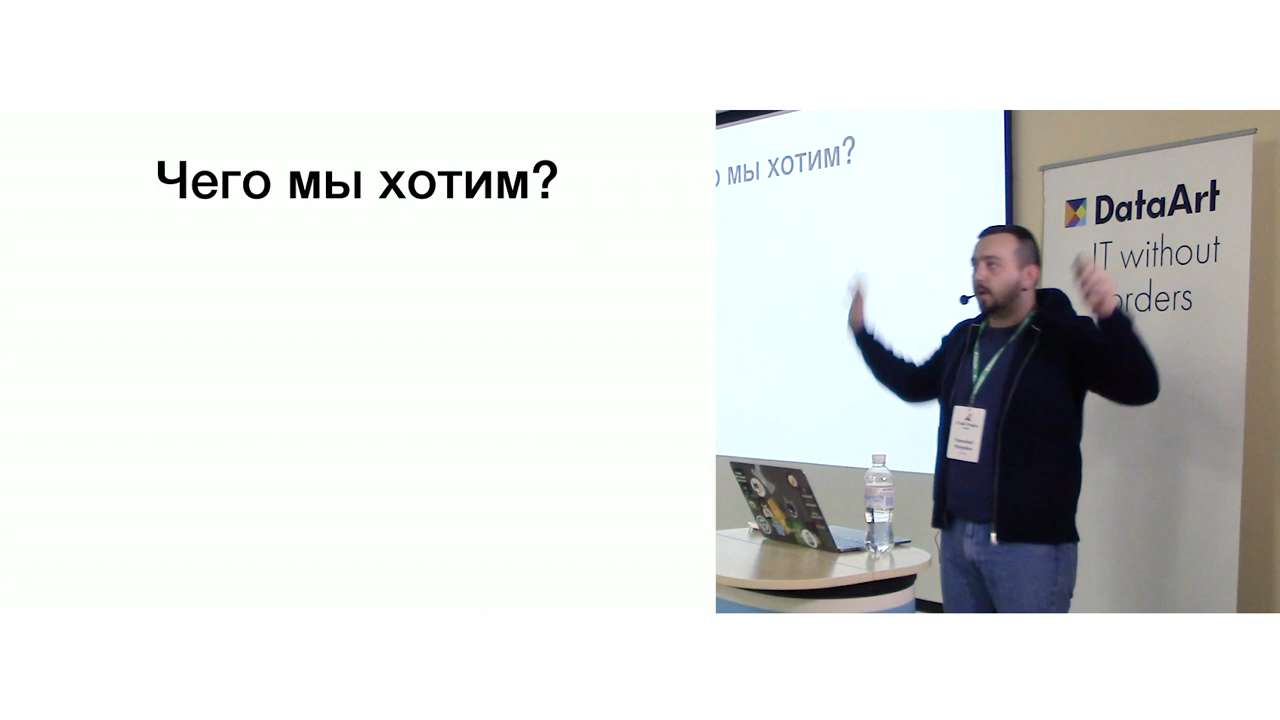 Чего мы хотим?
мы хотим?
DataArt
IT without
orders